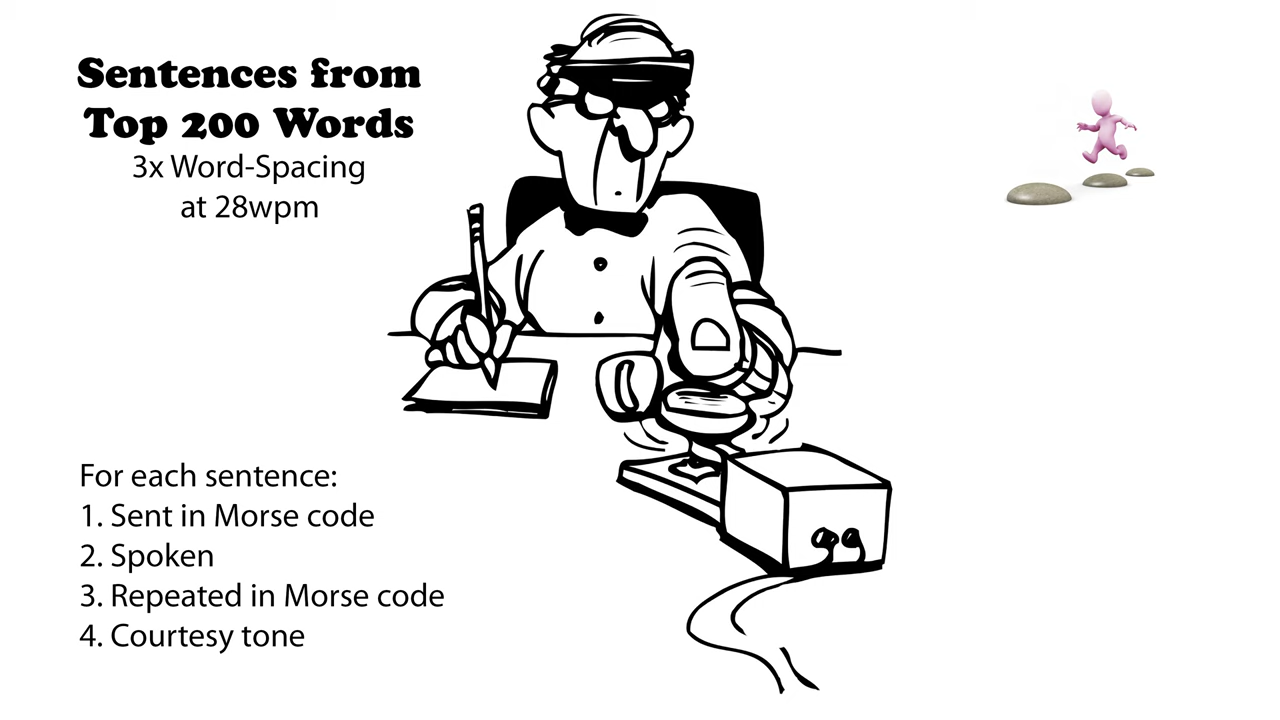 Sentences from
Top 200 Words
3x Word-Spacing
at 28wpm
For each sentence:
1. Sent in Morse code
2. Spoken
3. Repeated in Morse code
4. Courtesy tone